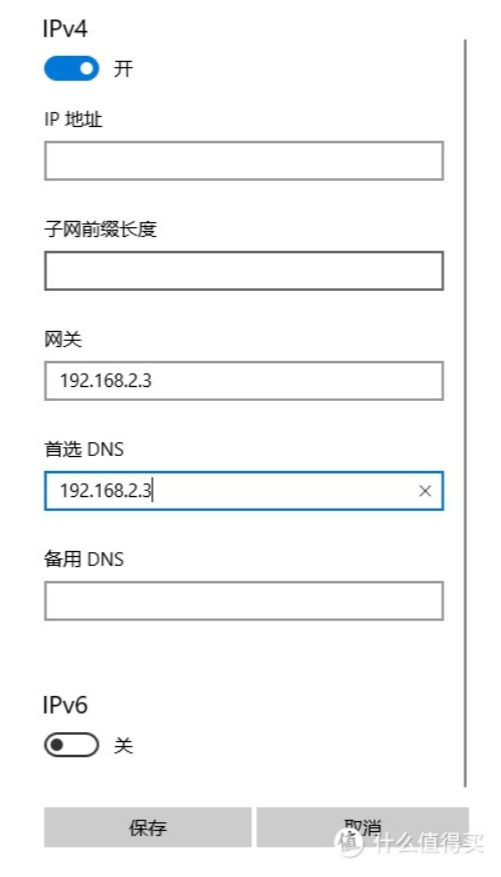 IPv4
开
IP 地址
子网前缀长度
网关
192.168.2.3
首选 DNS
192.168.2.3
备用 DNS
IPv6
关
保存
取消
值 什么值得买